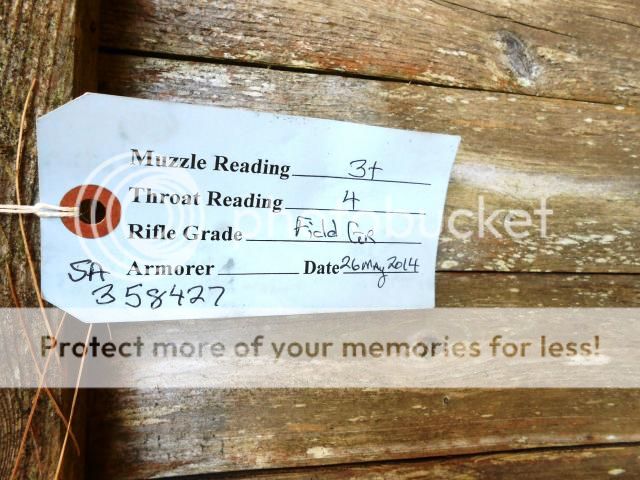 Muzzle Reading 3+
Throat Reading 4
Rifle Grade Field Gr
Armorer Date 26 May 2014
SA
358427
photobucket
Protect more of your memories for less!